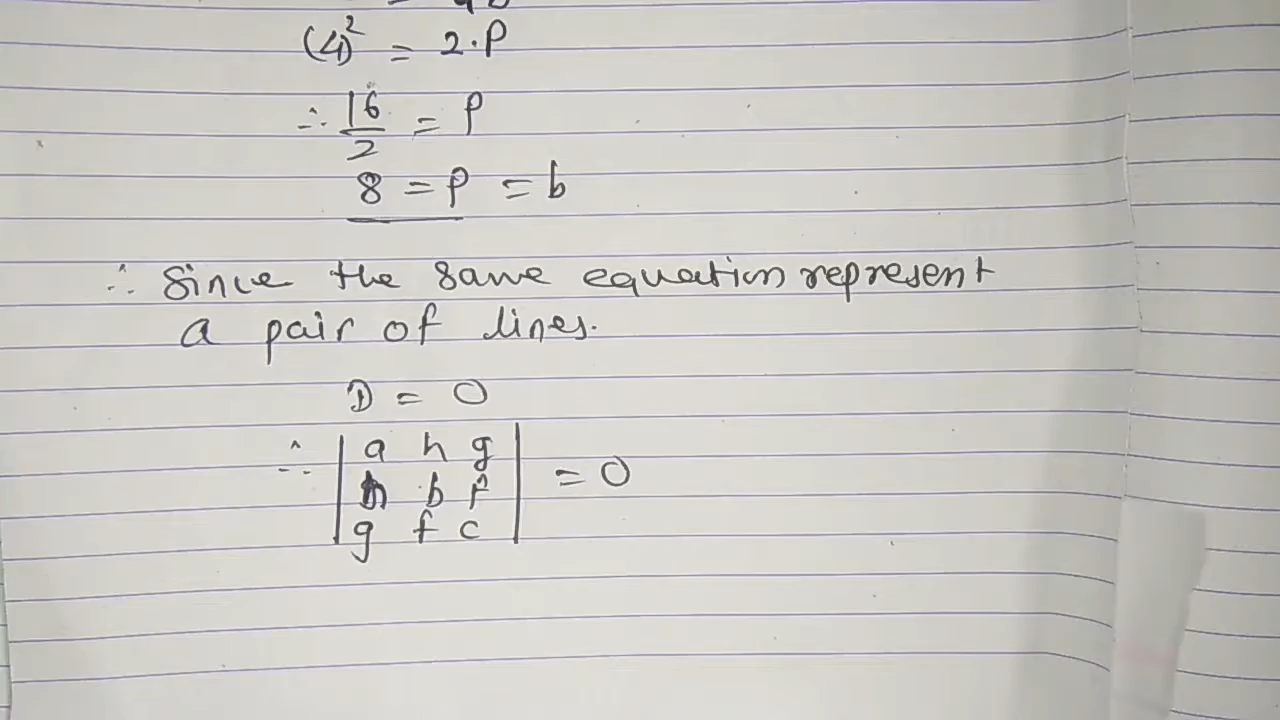 (4)² = 2·P
∴ 16/2 = P
8 = P = b
∴ Since the same equation represent
a pair of lines.
D = 0
∴ | a h g |
| h b f | = 0
| g f c |